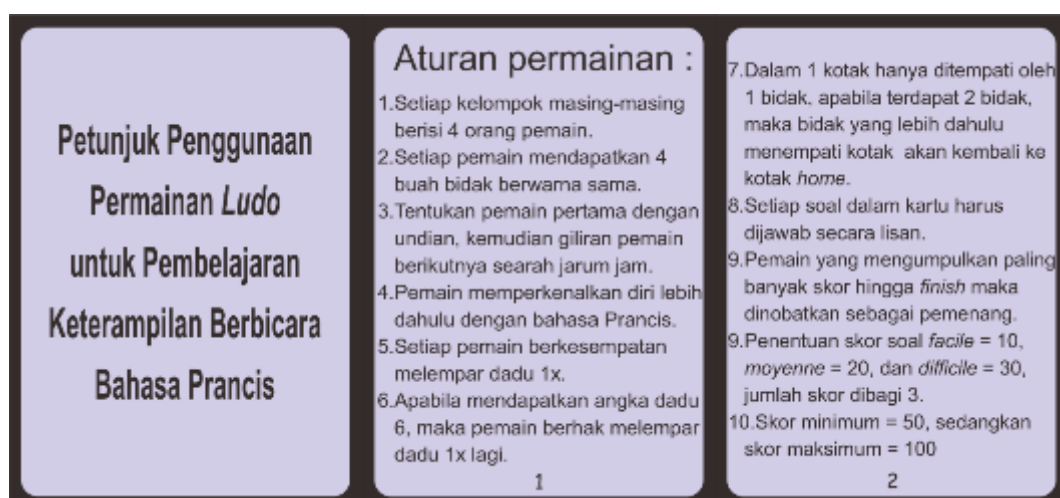 Petunjuk Penggunaan
Permainan Ludo
untuk Pembelajaran
Keterampilan Berbicara
Bahasa Prancis
Aturan permainan :
1.Setiap kelompok masing-masing
berisi 4 orang pemain.
2.Setiap pemain mendapatkan 4
buah bidak berwarna sama.
3.Tentukan pemain pertama dengan
undian, kemudian giliran pemain
berikutnya searah jarum jam.
4.Pemain memperkenalkan diri lebih
dahulu dengan bahasa Prancis.
5.Setiap pemain berkesempatan
melempar dadu 1x.
6.Apabila mendapatkan angka dadu
6, maka pemain berhak melempar
dadu 1x lagi.
1
7.Dalam 1 kotak hanya ditempati oleh
1 bidak, apabila terdapat 2 bidak,
maka bidak yang lebih dahulu
menempati kotak akan kembali ke
kotak home.
8.Setiap soal dalam kartu harus
dijawab secara lisan.
9.Pemain yang mengumpulkan paling
banyak skor hingga finish maka
dinobatkan sebagai pemenang.
9.Penentuan skor soal facile = 10,
moyenne = 20, dan difficile = 30,
jumlah skor dibagi 3.
10.Skor minimum = 50, sedangkan
skor maksimum = 100
2